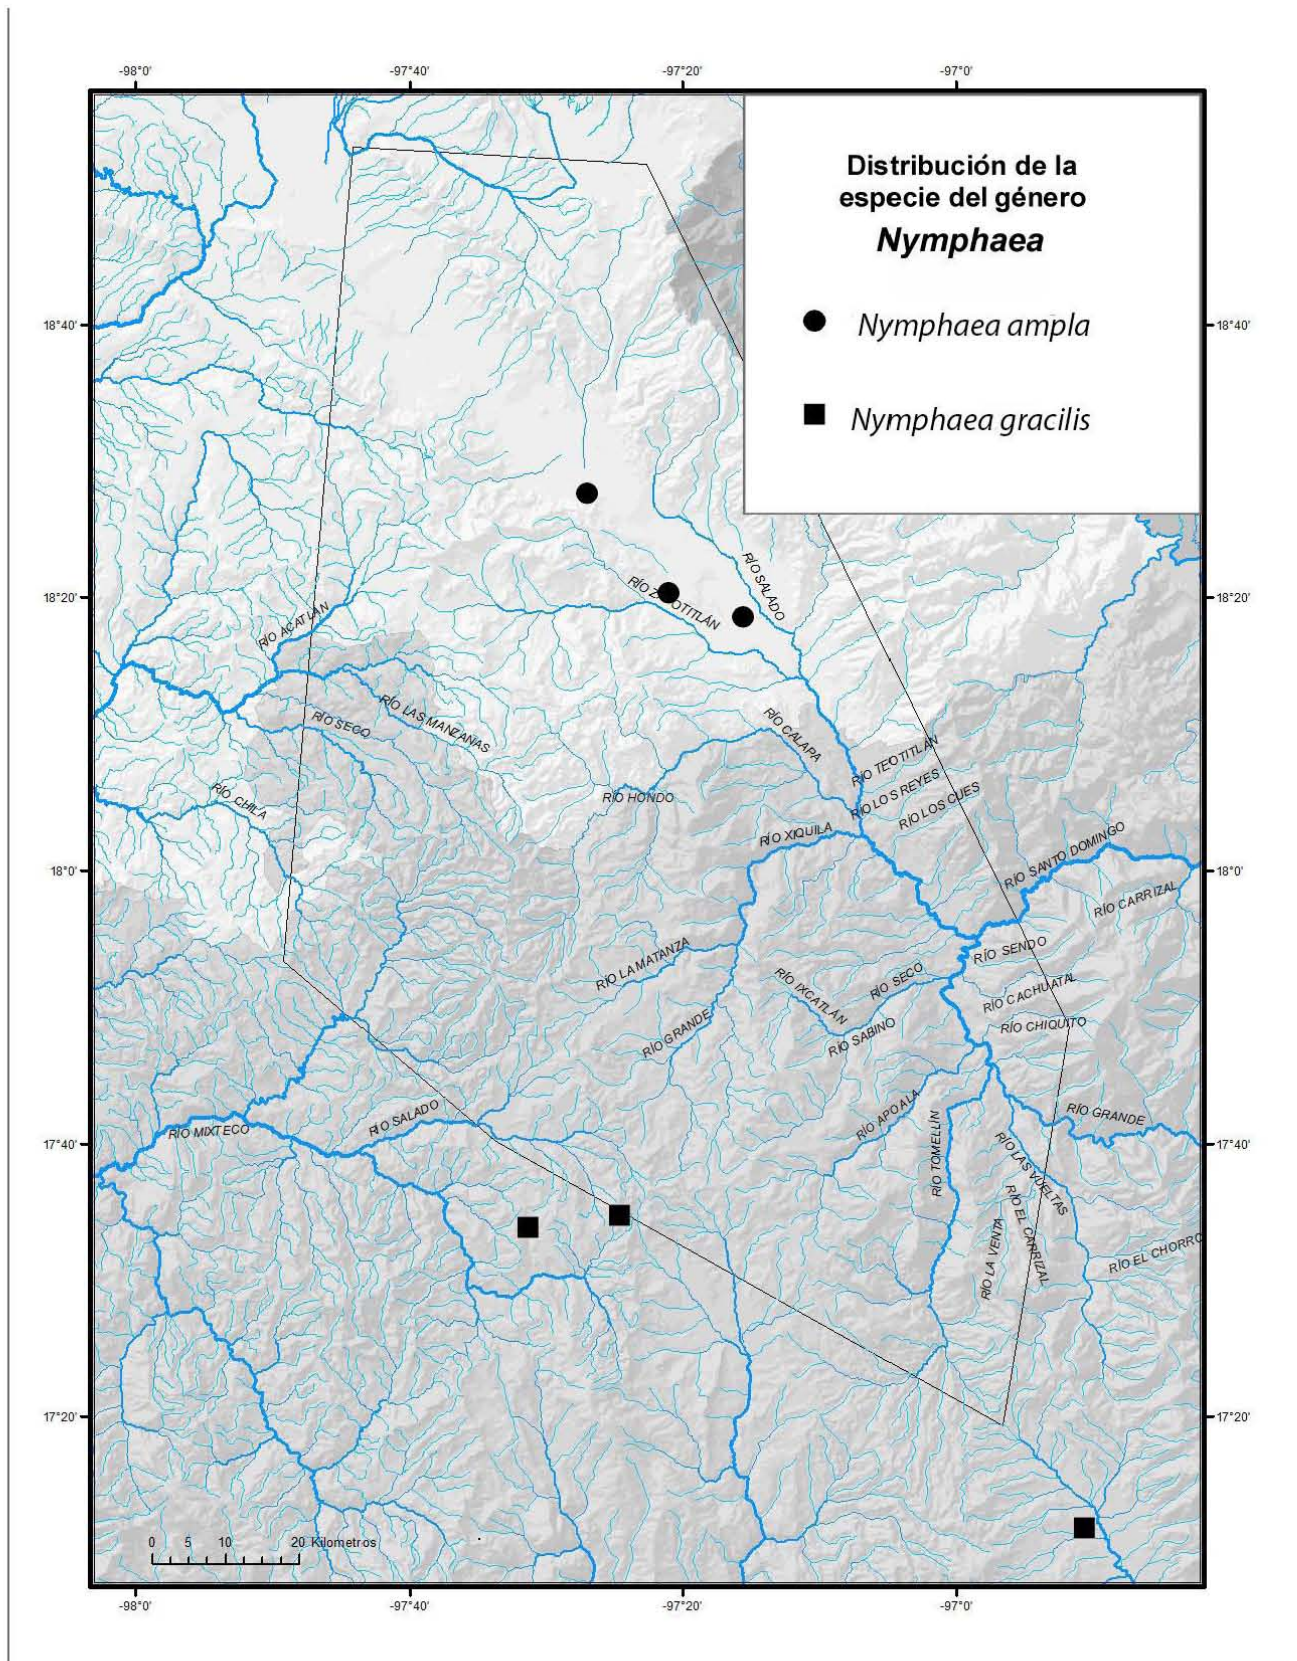 -98°0'
-97°40'
-97°20'
-97°0'
Distribución de la
especie del género
Nymphaea
18°40'
Nymphaea ampla
18°40'
Nymphaea gracilis
RÍO SALADO
18°20'
RÍO ACATLÁN
18°20'
RÍO LAS MANZANAS
RÍO SECO
RÍO CALAPA
RÍO TEOTITLÁN
RÍO CHILA
RÍO HONDO
RÍO LOS REYES
RÍO LOS CUES
RÍO XIQUILA
RÍO SANTO DOMINGO
18°0'
18°0'
RÍO CARRIZAL
RÍO LA MATANZA
RÍO SENDO
RÍO IXCATLÁN
RÍO SECO
RÍO CACHUATAL
RÍO GRANDE
RÍO SABINO
RÍO CHIQUITO
RÍO MIXTECO
RÍO SALADO
RÍO APOALA
RÍO GRANDE
17°40'
17°40'
RÍO TOMELLÍN
RÍO LAS VUELTAS
RÍO EL CARRIZAL
RÍO LA VENTA
RÍO EL CHORRO
17°20'
17°20'
0 5 10 20 Kilometros
-98°0'
-97°40'
-97°20'
-97°0'